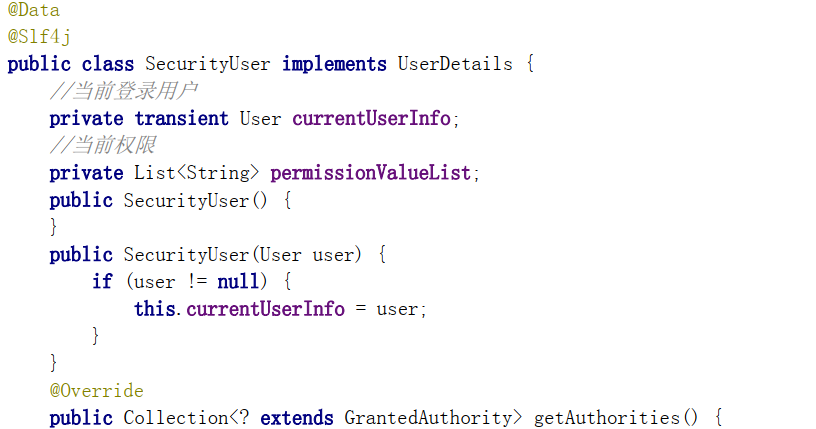 @Data
@Slf4j
public class SecurityUser implements UserDetails {
    //当前登录用户
    private transient User currentUserInfo;
    //当前权限
    private List<String> permissionValueList;
    public SecurityUser() {
    }
    public SecurityUser(User user) {
        if (user != null) {
            this.currentUserInfo = user;
        }
    }
    @Override
    public Collection<? extends GrantedAuthority> getAuthorities() {